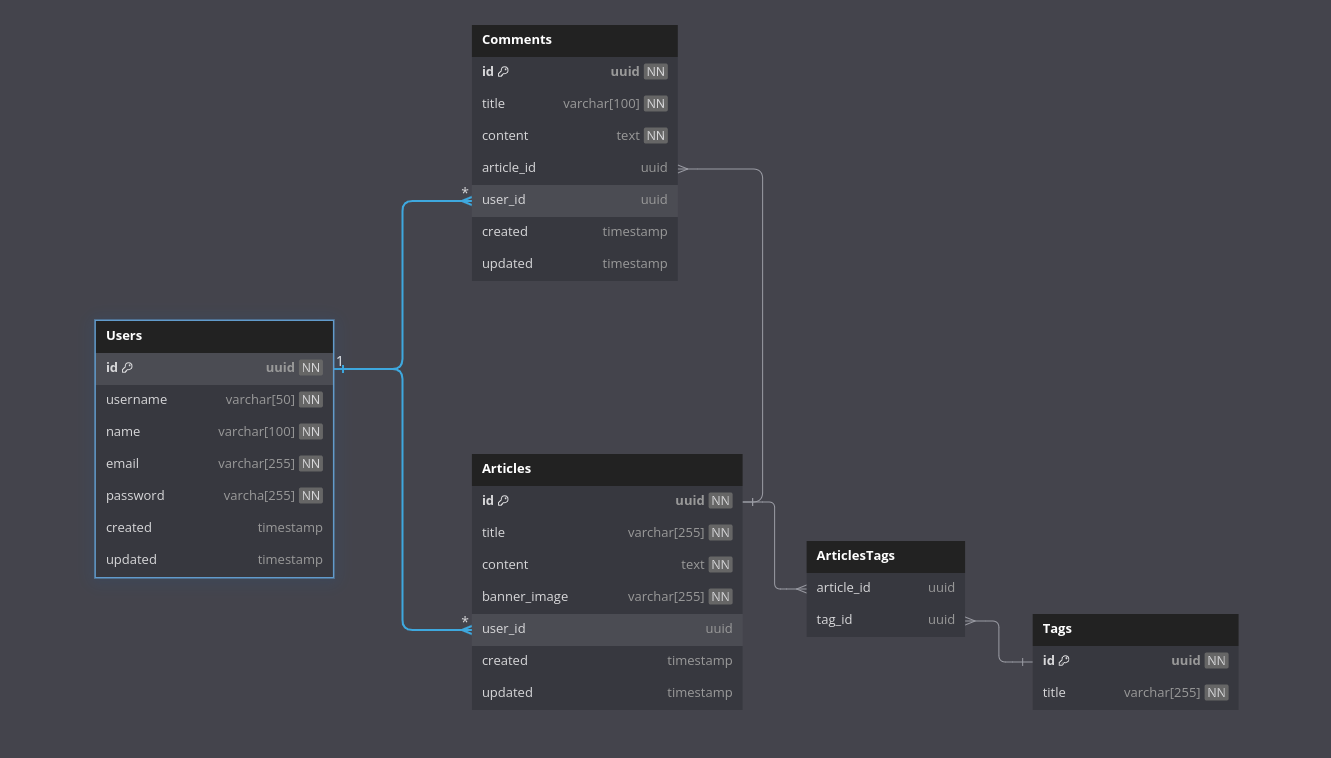 Comments
id uuid NN
title varchar[100] NN
content text NN
article_id uuid
* user_id uuid
created timestamp
updated timestamp
Users
id uuid NN 1
username varchar[50] NN
name varchar[100] NN
email varchar[255] NN
password varcha[255] NN
created timestamp
updated timestamp
Articles
id uuid NN
title varchar[255] NN
content text NN
banner_image varchar[255] NN
* user_id uuid
created timestamp
updated timestamp
ArticlesTags
article_id uuid
tag_id uuid
Tags
id uuid NN
title varchar[255] NN